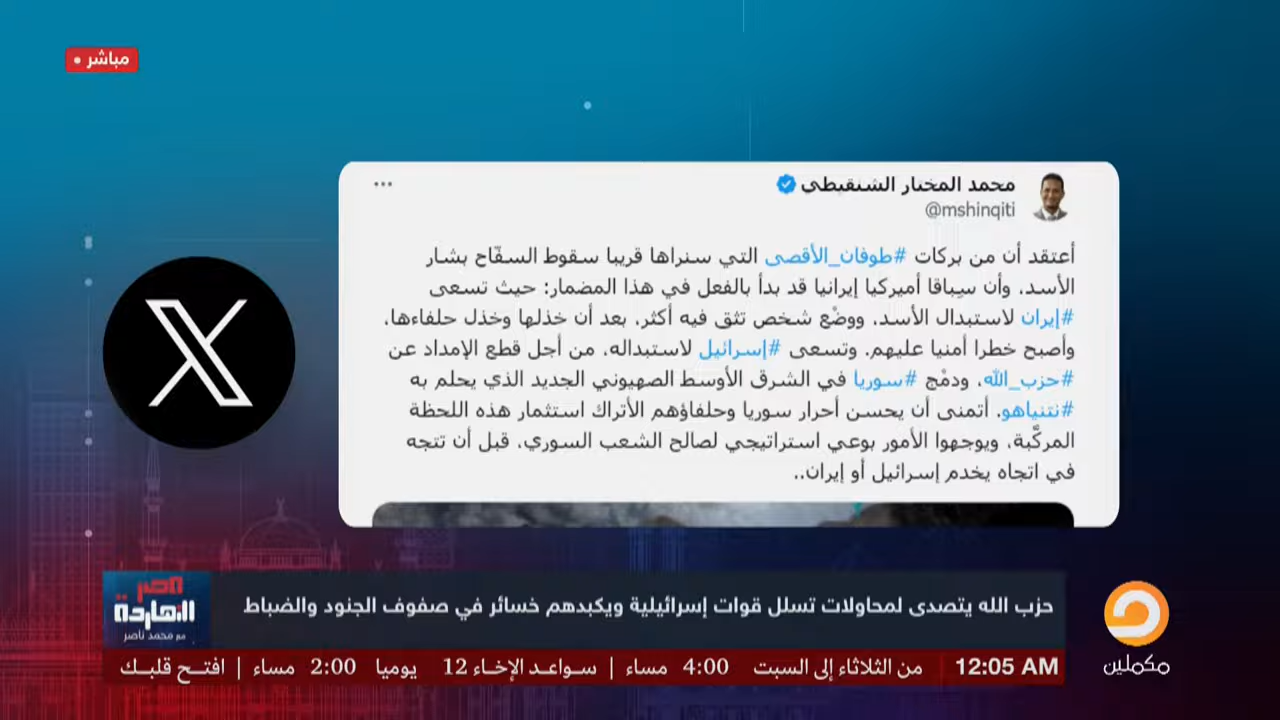 مباشر
محمد المختار الشنقيطي
@mshinqiti
أعتقد أن من بركات #طوفان_الأقصى التي سنراها قريبا سقوط السفّاح بشار
الأسد، وأن سِباقا أميركيا إيرانيا قد بدأ بالفعل في هذا المضمار: حيث تسعى
#إيران لاستبدال الأسد، ووضْع شخص تثق فيه أكثر، بعد أن خذلها وخذل حلفاءها،
وأصبح خطرا أمنيا عليهم. وتسعى #إسرائيل لاستبداله، من أجل قطع الإمداد عن
#حزب_الله، ودمْج #سوريا في الشرق الأوسط الصهيوني الجديد الذي يحلم به
#نتنياهو. أتمنى أن يحسن أحرار سوريا وحلفاؤهم الأتراك استثمار هذه اللحظة
المركَّبة، ويوجهوا الأمور بوعي استراتيجي لصالح الشعب السوري، قبل أن تتجه
في اتجاه يخدم إسرائيل أو إيران..
مصر
النهاردة
مع محمد ناصر
حزب الله يتصدى لمحاولات تسلل قوات إسرائيلية ويكبدهم خسائر في صفوف الجنود والضباط
12:05 AM من الثلاثاء إلى السبت 4:00 مساء | سواعد الإخاء 12 يوميا 2:00 مساء | افتح قلبك
مكملين